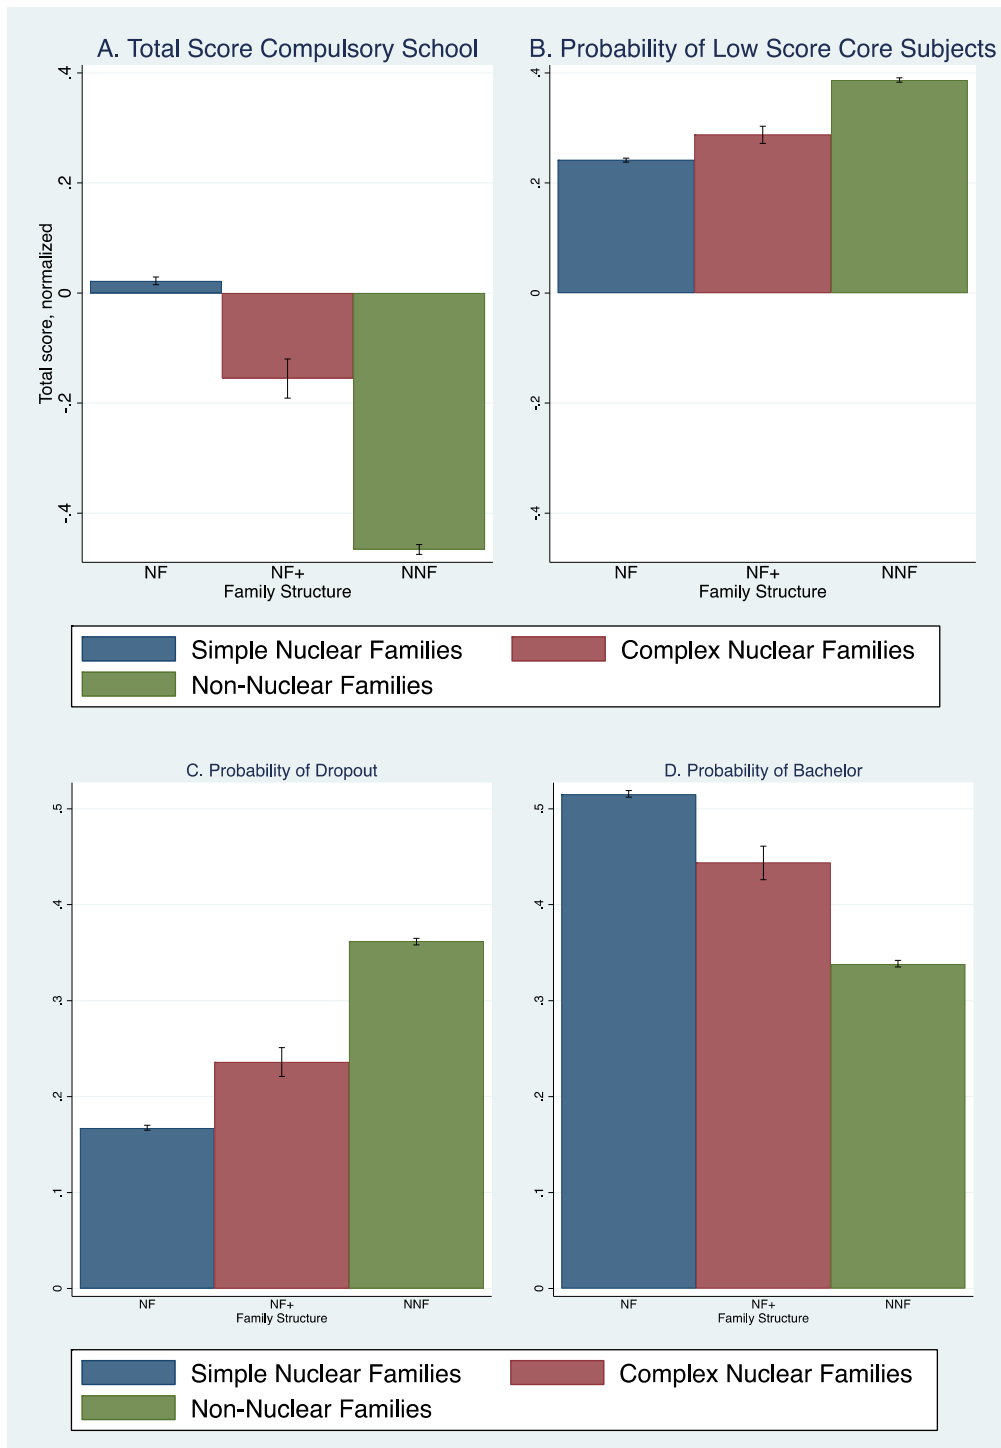 A. Total Score Compulsory School
.4
.2
0
-.2
-.4
Total score, normalized
NF NF+ NNF
Family Structure
B. Probability of Low Score Core Subjects
.4
.2
0
-.2
-.4
NF NF+ NNF
Family Structure
Simple Nuclear Families Complex Nuclear Families
Non-Nuclear Families
C. Probability of Dropout
.5
.4
.3
.2
.1
0
NF NF+ NNF
Family Structure
D. Probability of Bachelor
.5
.4
.3
.2
.1
0
NF NF+ NNF
Family Structure
Simple Nuclear Families Complex Nuclear Families
Non-Nuclear Families